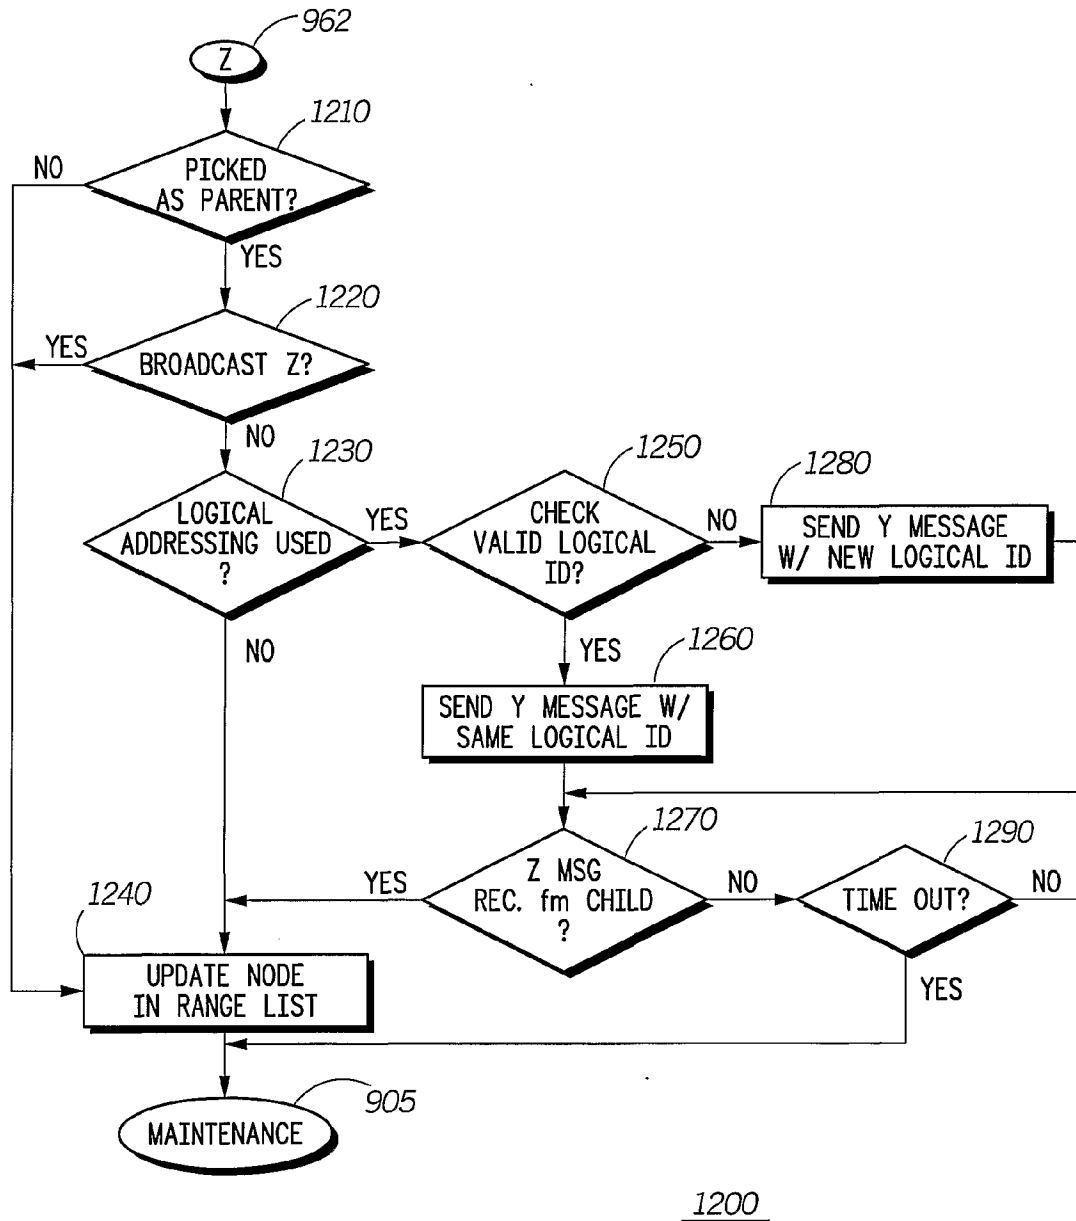 962
Z
1210
NO
PICKED
AS PARENT?
YES
1220
YES
BROADCAST Z?
NO
1230
1250
1280
LOGICAL
ADDRESSING USED
?
YES
CHECK
VALID LOGICAL
ID?
NO
SEND Y MESSAGE
W/ NEW LOGICAL ID
NO
YES
1260
SEND Y MESSAGE W/
SAME LOGICAL ID
1270
1290
YES
Z MSG
REC. fm CHILD
?
NO
TIME OUT?
NO
1240
UPDATE NODE
IN RANGE LIST
YES
905
MAINTENANCE
1200